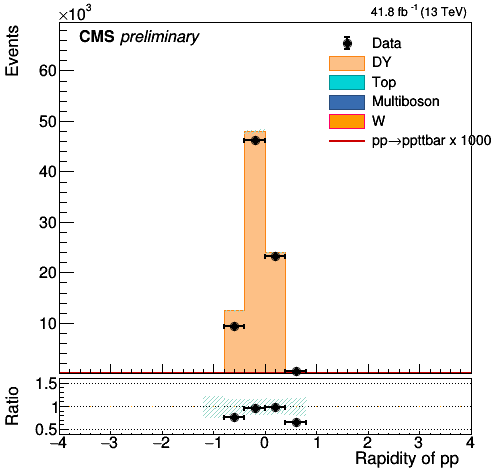 ×10³
41.8 fb⁻¹ (13 TeV)
Events
CMS preliminary
Data
DY
Top
Multiboson
W
pp→ppttbar x 1000
60
50
40
30
20
10
Ratio
1.5
1
0.5
−4 −3 −2 −1 0 1 2 3 4
Rapidity of pp